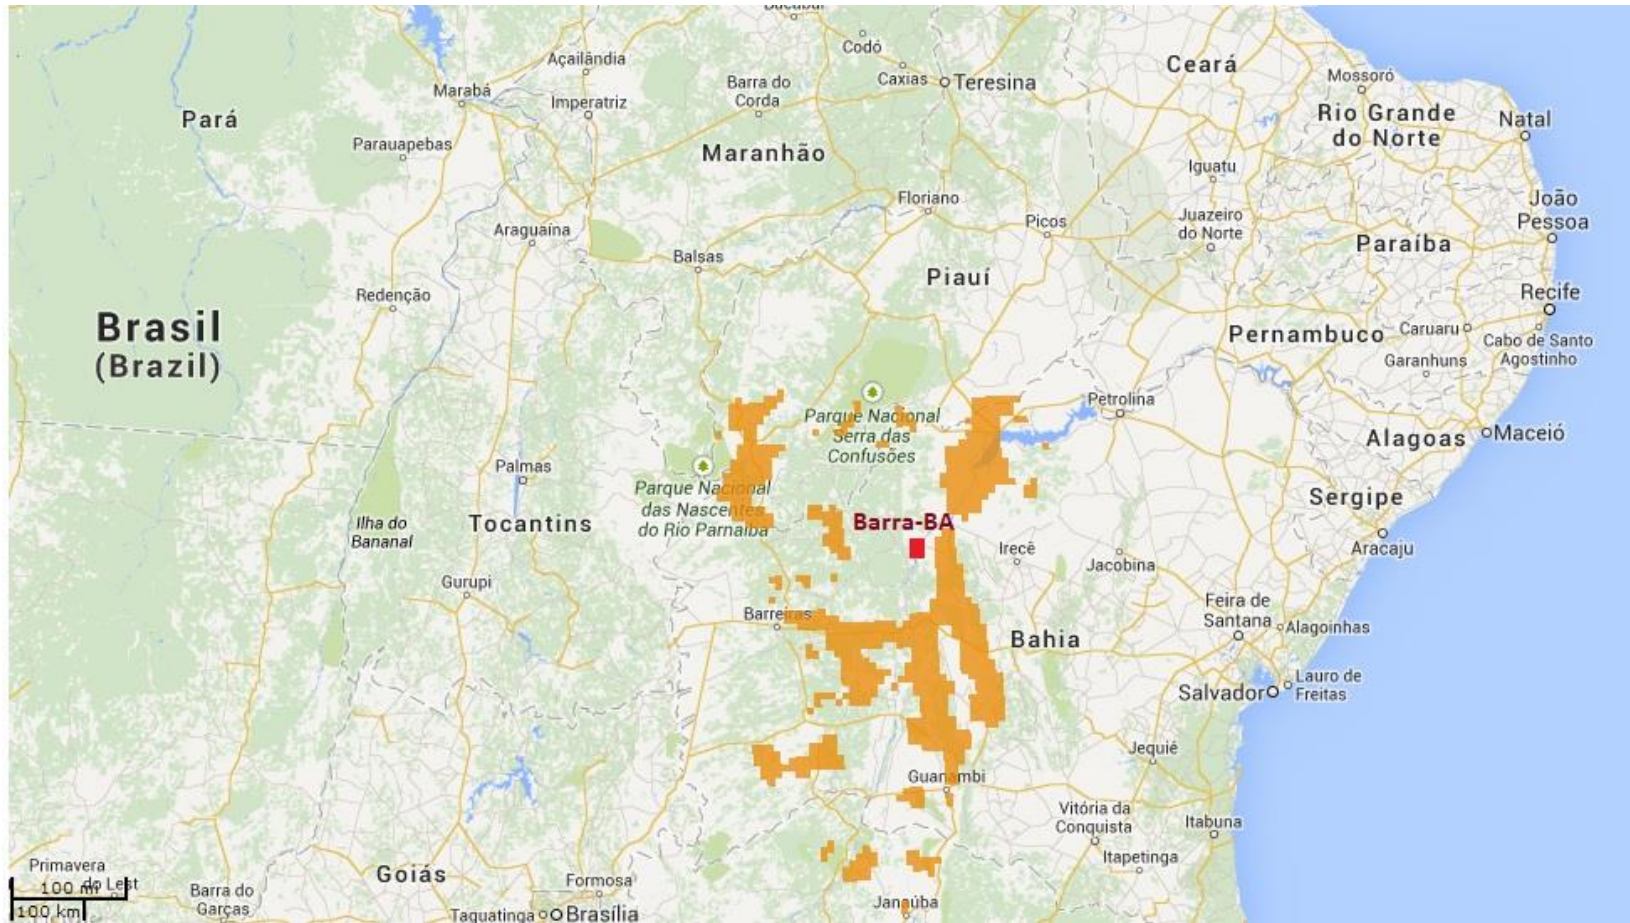 Bacabal
Codó
Açailândia
Caxias
Teresina
Ceará
Mossoró
Marabá
Imperatriz
Barra do
Corda
Rio Grande
do Norte
Natal
Pará
Parauapebas
Maranhão
Iguatu
Floriano
João
Pessoa
Araguaína
Picos
Juazeiro
do Norte
Paraíba
Balsas
Piauí
Redenção
Recife
Brasil
(Brazil)
Pernambuco
Caruaru
Cabo de Santo
Agostinho
Garanhuns
Petrolina
Parque Nacional
Serra das
Confusões
Alagoas
Maceió
Palmas
Parque Nacional
das Nascentes
do Rio Parnaíba
Sergipe
Ilha do
Bananal
Tocantins
Barra-BA
Irecê
Aracaju
Jacobina
Gurupi
Feira de
Santana
Alagoinhas
Barreiras
Bahia
Lauro de
Freitas
Salvador
Jequié
Guanambi
Vitória da
Conquista
Itabuna
Itapetinga
Primavera
do Lest
100 mi
100 km
Barra do
Garças
Goiás
Formosa
Taguatinga
Brasília
Janaúba